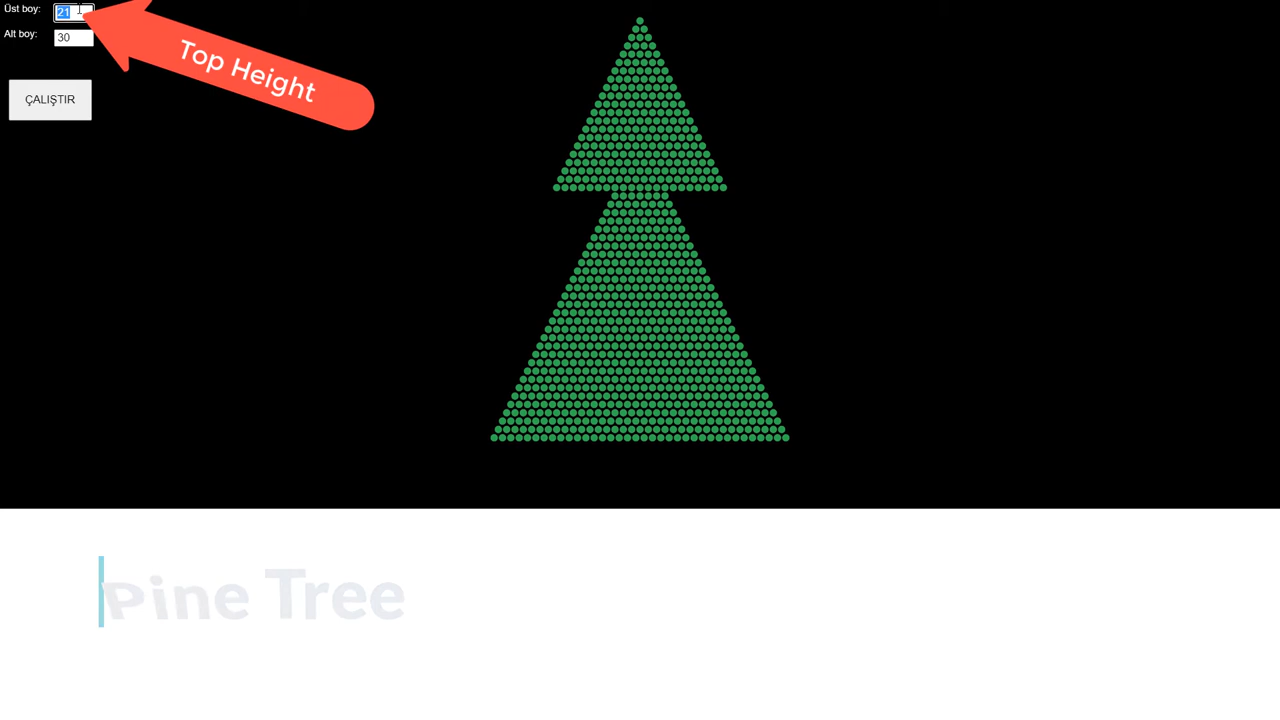 Üst boy: 21
Alt boy: 30
ÇALIŞTIR
Top Height
Pine Tree